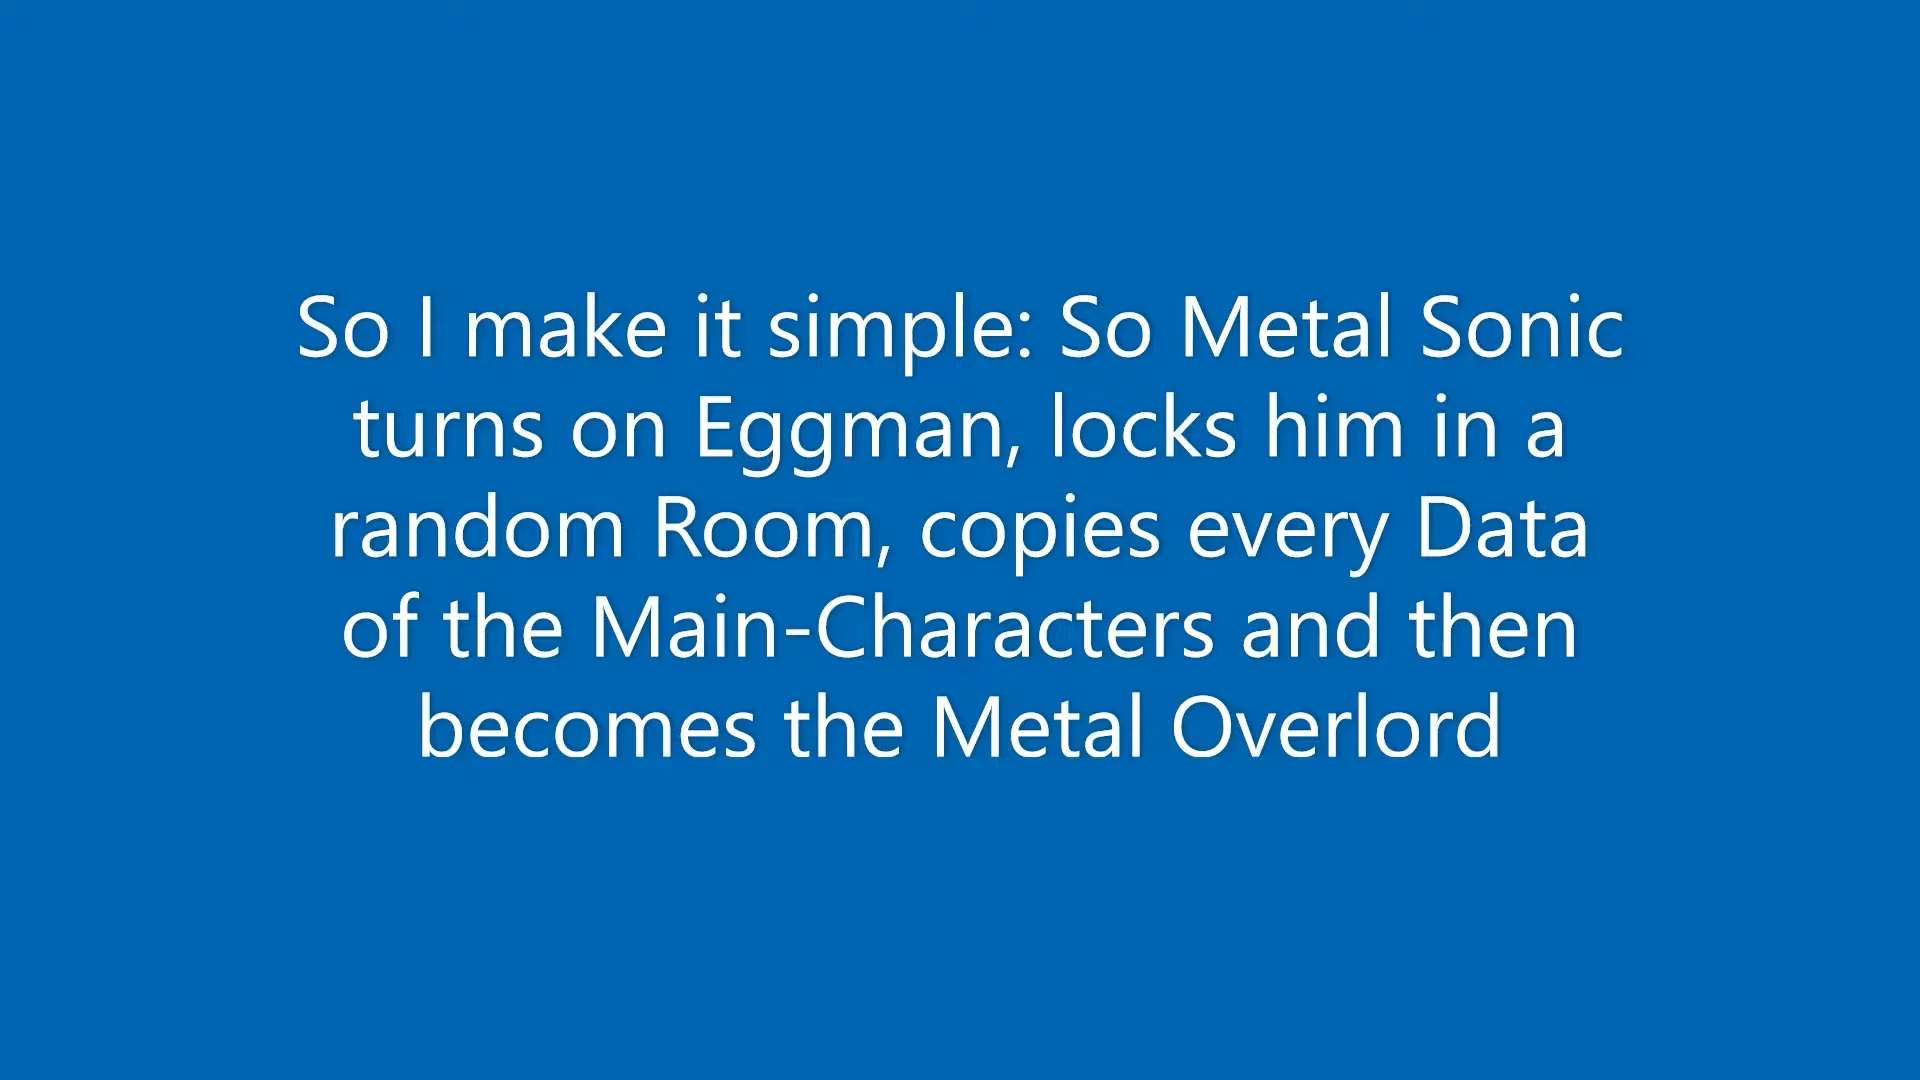 So I make it simple: So Metal Sonic
turns on Eggman, locks him in a
random Room, copies every Data
of the Main-Characters and then
becomes the Metal Overlord